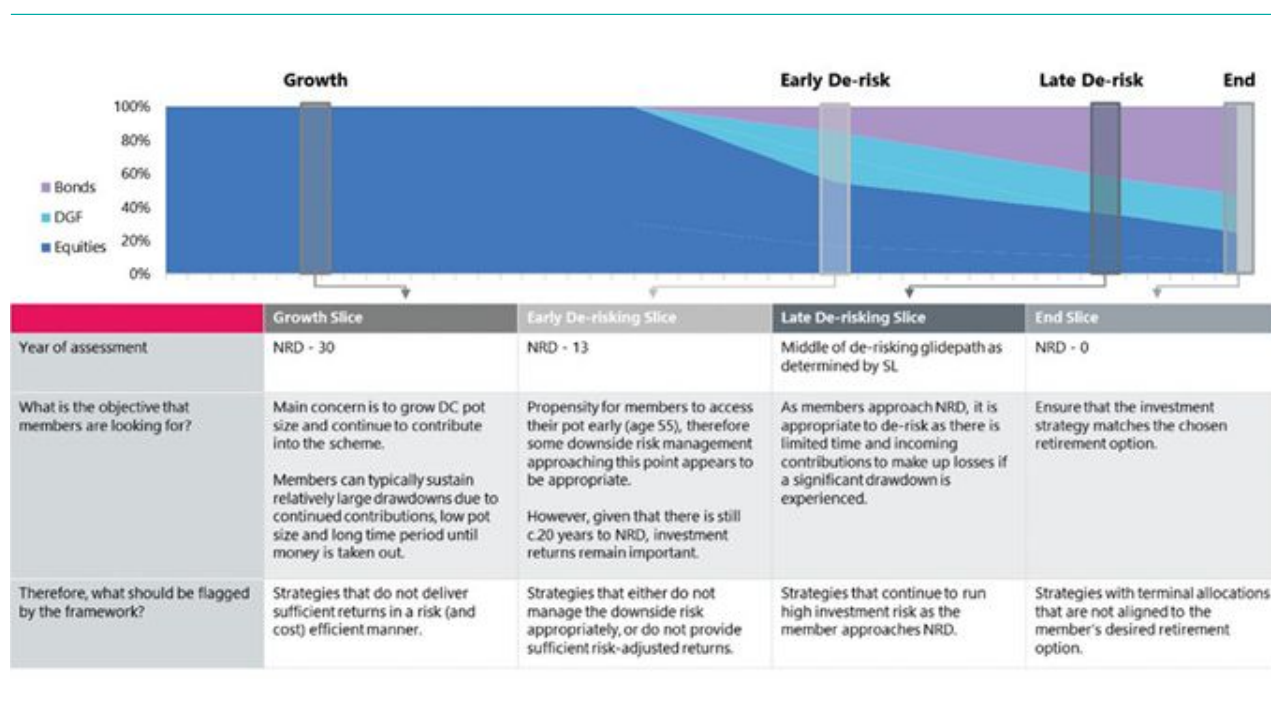 Growth
Early De-risk
Late De-risk
End
100%
80%
60%
40%
20%
0%
Bonds
DGF
Equities
Growth Slice
Early De-risking Slice
Late De-risking Slice
End Slice
Year of assessment
NRD - 30
NRD - 13
Middle of de-risking glidepath as
determined by SL
NRD - 0
What is the objective that
members are looking for?
Main concern is to grow DC pot
size and continue to contribute
into the scheme.
Members can typically sustain
relatively large drawdowns due to
continued contributions, low pot
size and long time period until
money is taken out.
Propensity for members to access
their pot early (age 55), therefore
some downside risk management
approaching this point appears to
be appropriate.
However, given that there is still
c.20 years to NRD, investment
returns remain important.
As members approach NRD, it is
appropriate to de-risk as there is
limited time and incoming
contributions to make up losses if
a significant drawdown is
experienced.
Ensure that the investment
strategy matches the chosen
retirement option.
Therefore, what should be flagged
by the framework?
Strategies that do not deliver
sufficient returns in a risk (and
cost) efficient manner.
Strategies that either do not
manage the downside risk
appropriately, or do not provide
sufficient risk-adjusted returns.
Strategies that continue to run
high investment risk as the
member approaches NRD.
Strategies with terminal allocations
that are not aligned to the
member's desired retirement
option.